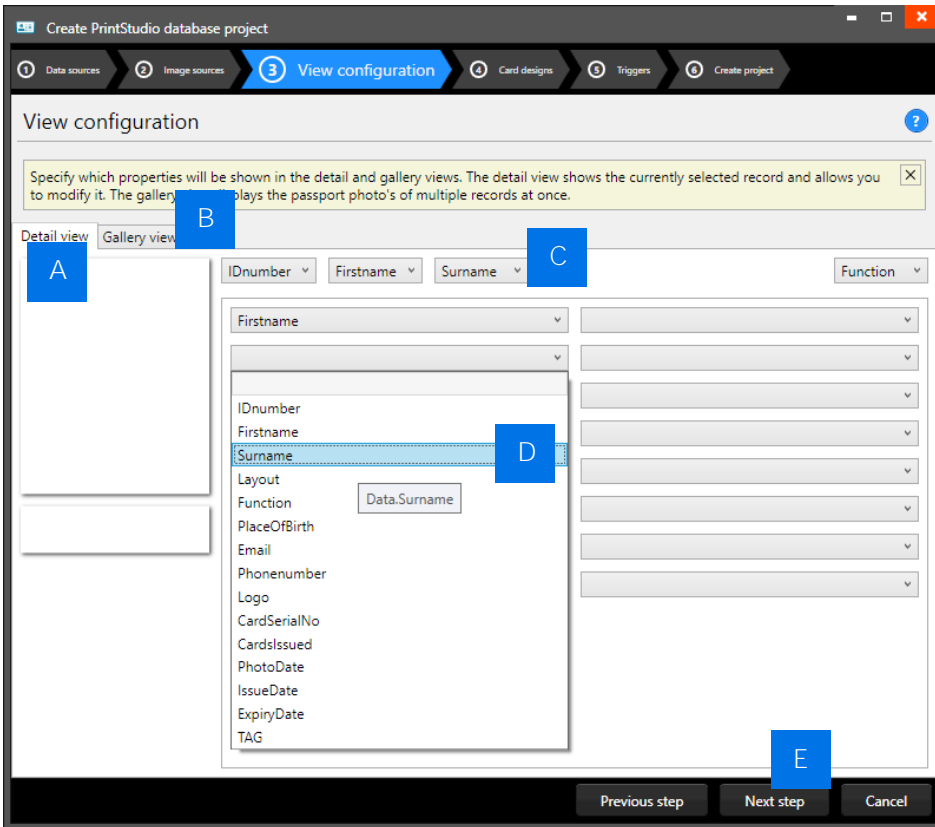 Create PrintStudio database project
1 Data sources 2 Image sources 3 View configuration 4 Card designs 5 Triggers 6 Create project
View configuration
?
Specify which properties will be shown in the detail and gallery views. The detail view shows the currently selected record and allows you
to modify it. The gallery plays the passport photo's of multiple records at once.
B
Detail view Gallery view
A
C
IDnumber Firstname Surname Function
Firstname
IDnumber
Firstname
Surname
D
Layout
Function
Data.Surname
PlaceOfBirth
Email
Phonenumber
Logo
CardSerialNo
CardsIssued
PhotoDate
IssueDate
ExpiryDate
TAG
E
Previous step Next step Cancel